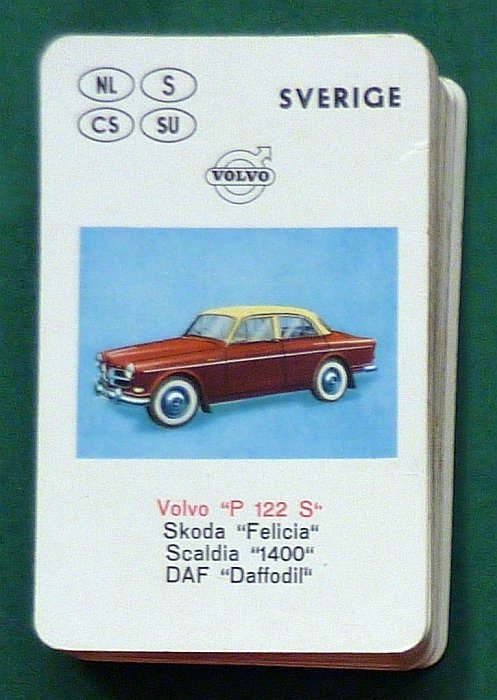 NL S
SVERIGE
CS SU
VOLVO
Volvo “P 122 S“
Skoda “Felicia“
Scaldia “1400“
DAF “Daffodil“